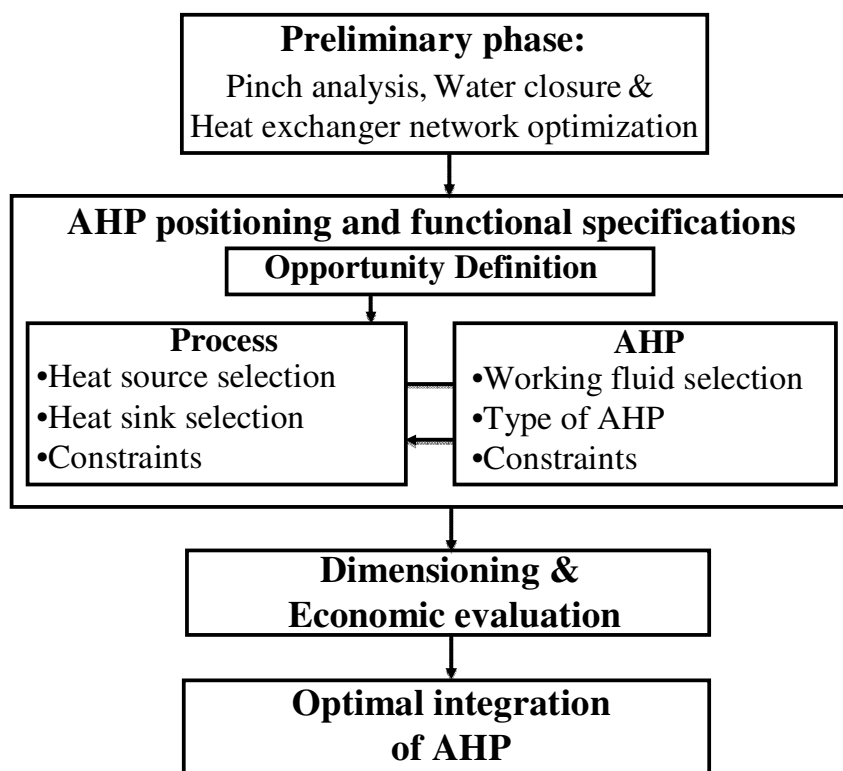 Preliminary phase:
Pinch analysis, Water closure &
Heat exchanger network optimization
AHP positioning and functional specifications
Opportunity Definition
Process
•Heat source selection
•Heat sink selection
•Constraints
AHP
•Working fluid selection
•Type of AHP
•Constraints
Dimensioning &
Economic evaluation
Optimal integration
of AHP